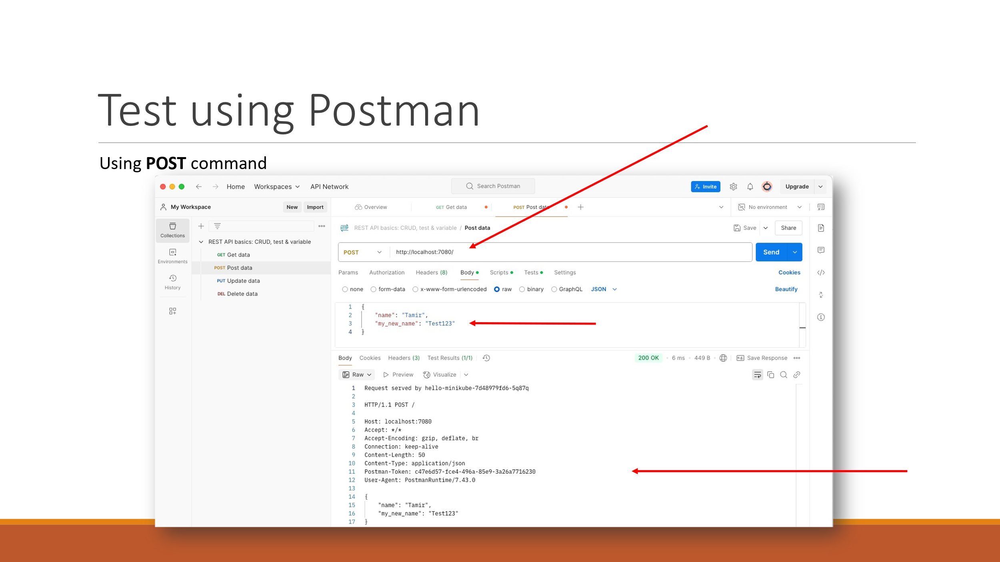 Test using Postman
Using POST command
Home Workspaces API Network Search Postman Invite Upgrade
My Workspace New Import Overview GET Get data POST Post data No environment
Collections
Environments
History
REST API basics: CRUD, test & variable
GET Get data
POST Post data
PUT Update data
DEL Delete data
HTTP REST API basics: CRUD, test & variable / Post data Save Share
POST http://localhost:7080/ Send
Params Authorization Headers (8) Body Scripts Tests Settings Cookies
none form-data x-www-form-urlencoded raw binary GraphQL JSON Beautify
1 {
2 "name": "Tamir",
3 "my_new_name": "Test123"
4 }
Body Cookies Headers (3) Test Results (1/1) 200 OK • 6 ms • 449 B • e.g. Save Response
Raw Preview Visualize
1 Request served by hello-minikube-7d48979fd6-5q87q
2
3 HTTP/1.1 POST /
4
5 Host: localhost:7080
6 Accept: */*
7 Accept-Encoding: gzip, deflate, br
8 Connection: keep-alive
9 Content-Length: 50
10 Content-Type: application/json
11 Postman-Token: c47e6d57-fce4-496a-85e9-3a26a7716230
12 User-Agent: PostmanRuntime/7.43.0
13
14 {
15 "name": "Tamir",
16 "my_new_name": "Test123"
17 }